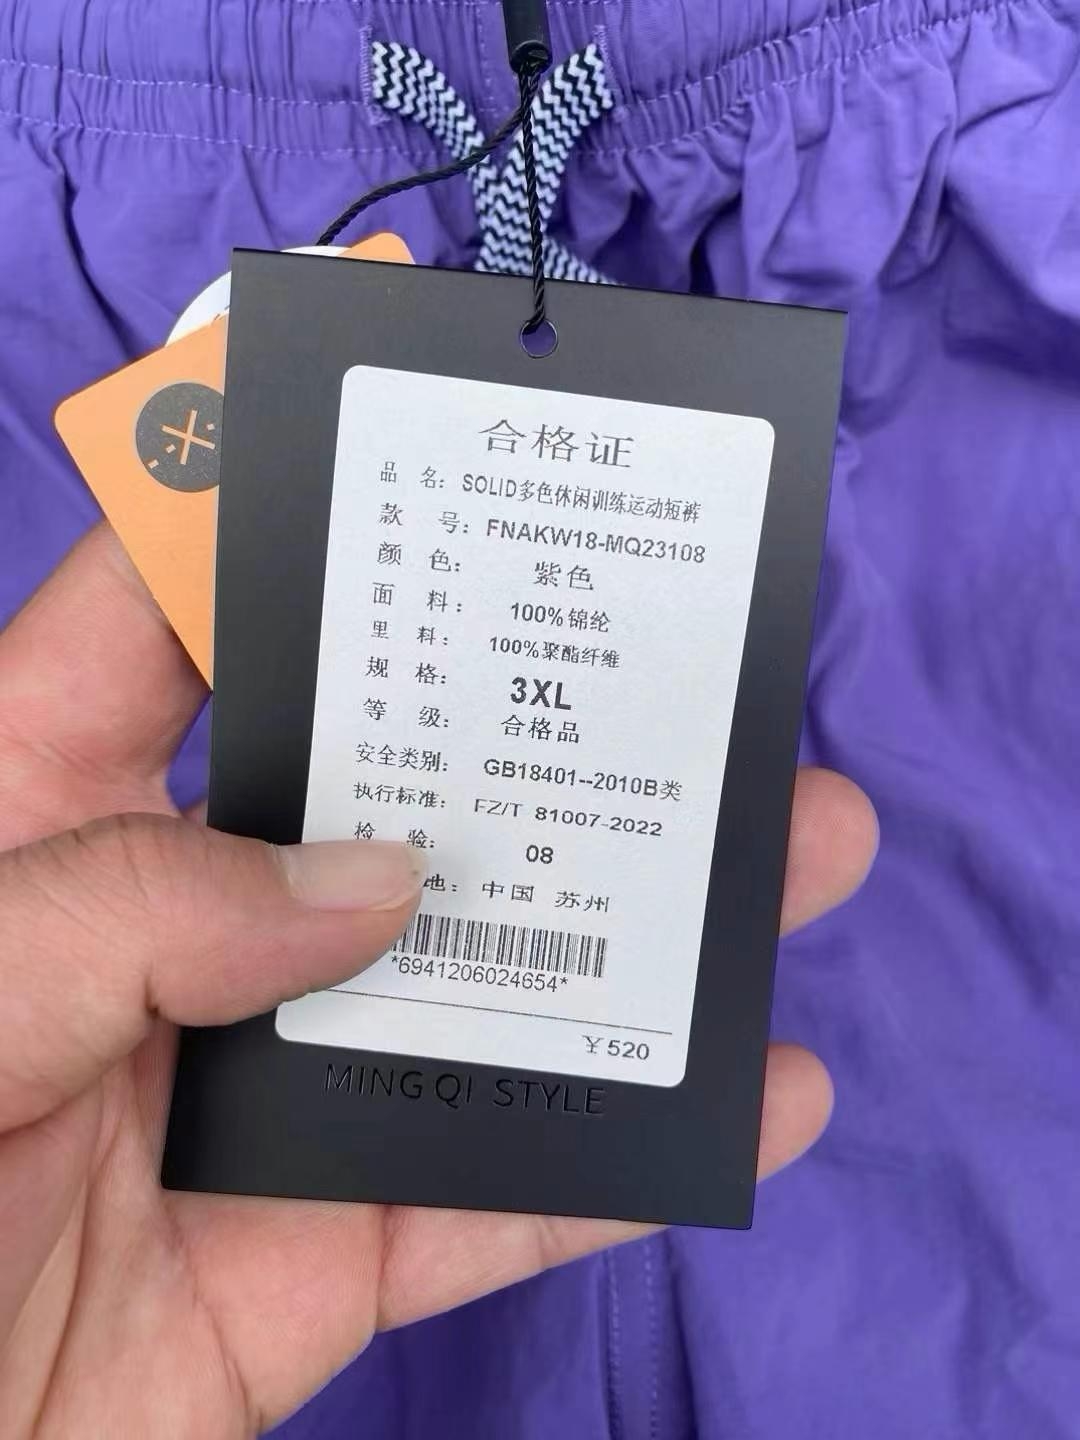 合格证
品 名：SOLID多色休闲训练运动短裤
款 号：FNAKW18-MQ23108
颜 色：紫色
面 料：100%锦纶
里 料：100%聚酯纤维
规 格：3XL
等 级：合格品
安全类别：GB18401--2010B类
执行标准：FZ/T 81007-2022
检 验：08
地：中国 苏州
*6941206024654*
￥520
MING QI STYLE